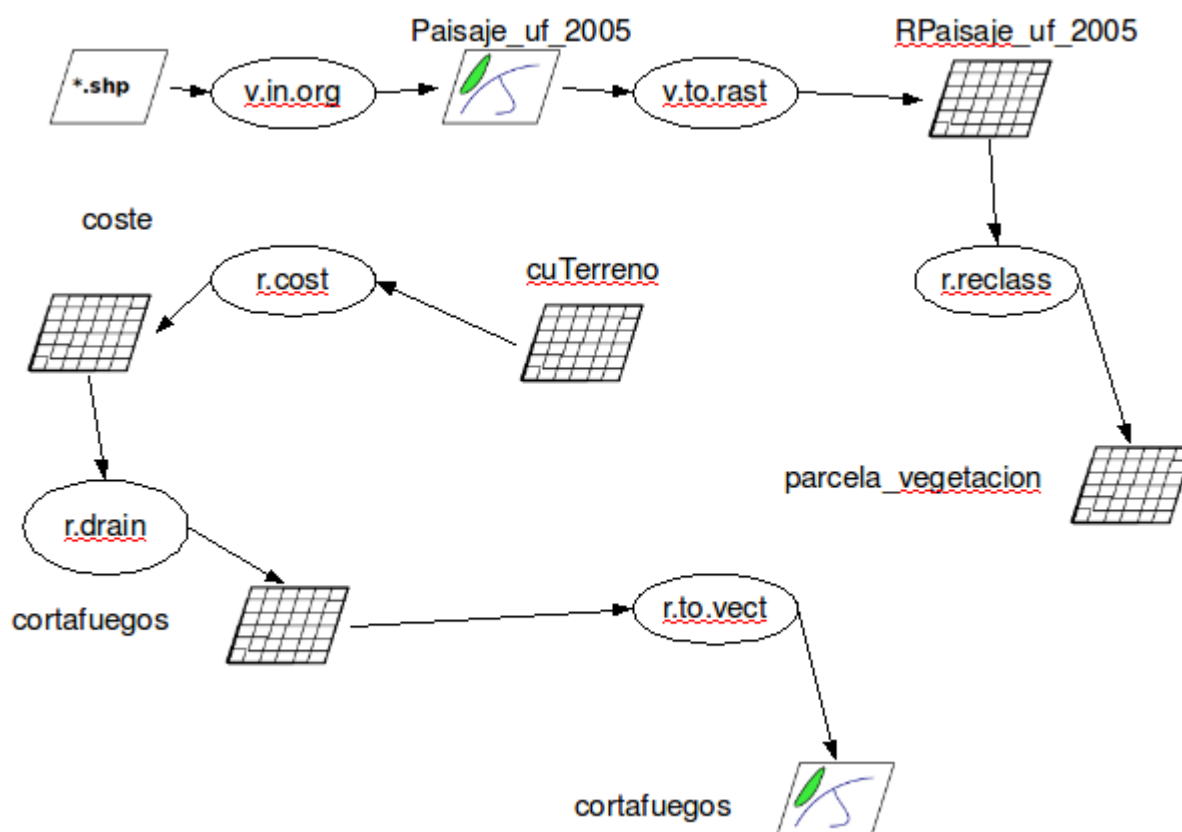 Paisaje_uf_2005
RPaisaje_uf_2005
*.shp
v.in.org
v.to.rast
coste
r.cost
cuTerreno
r.reclass
parcela_vegetacion
r.drain
cortafuegos
r.to.vect
cortafuegos